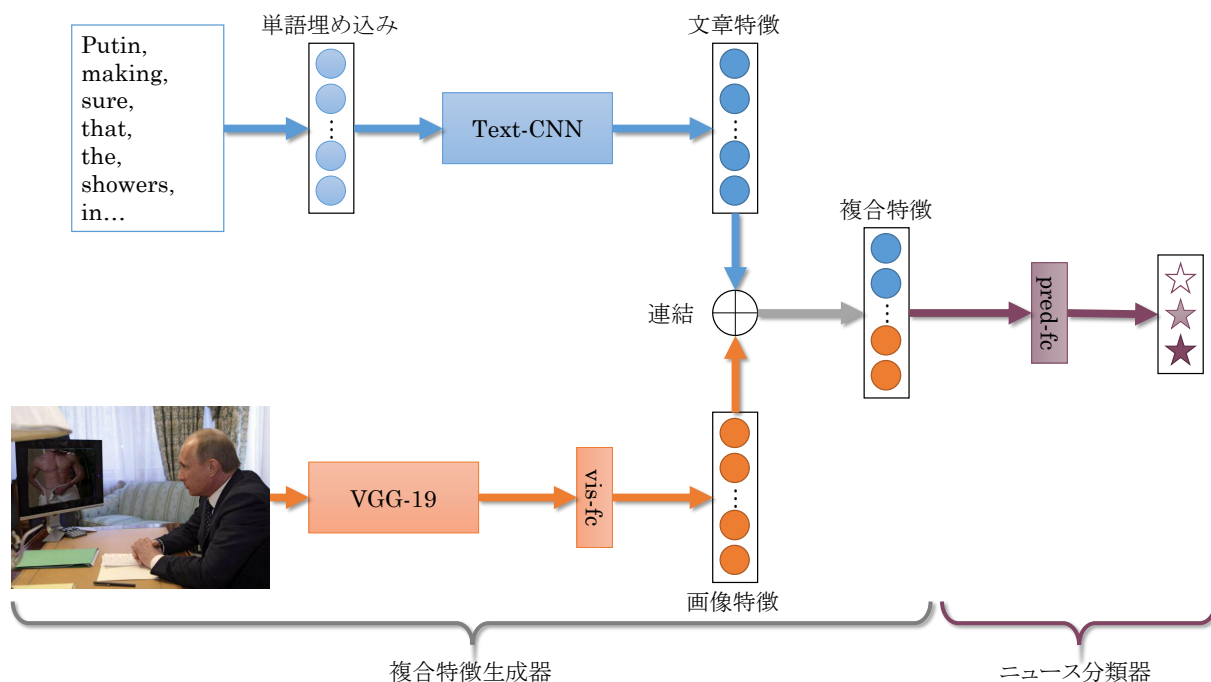 単語埋め込み
文章特徴
Putin,
making,
sure,
that,
the,
showers,
in…
Text-CNN
複合特徴
連結
pred-fc
VGG-19
vis-fc
画像特徴
複合特徴生成器
ニュース分類器